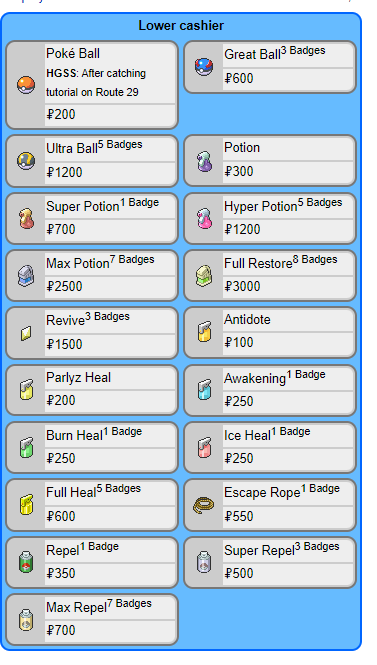 Lower cashier
Poké Ball
HGSS: After catching
tutorial on Route 29
₽200
Great Ball3 Badges
₽600
Ultra Ball5 Badges
₽1200
Potion
₽300
Super Potion1 Badge
₽700
Hyper Potion5 Badges
₽1200
Max Potion7 Badges
₽2500
Full Restore8 Badges
₽3000
Revive3 Badges
₽1500
Antidote
₽100
Parlyz Heal
₽200
Awakening1 Badge
₽250
Burn Heal1 Badge
₽250
Ice Heal1 Badge
₽250
Full Heal5 Badges
₽600
Escape Rope1 Badge
₽550
Repel1 Badge
₽350
Super Repel3 Badges
₽500
Max Repel7 Badges
₽700